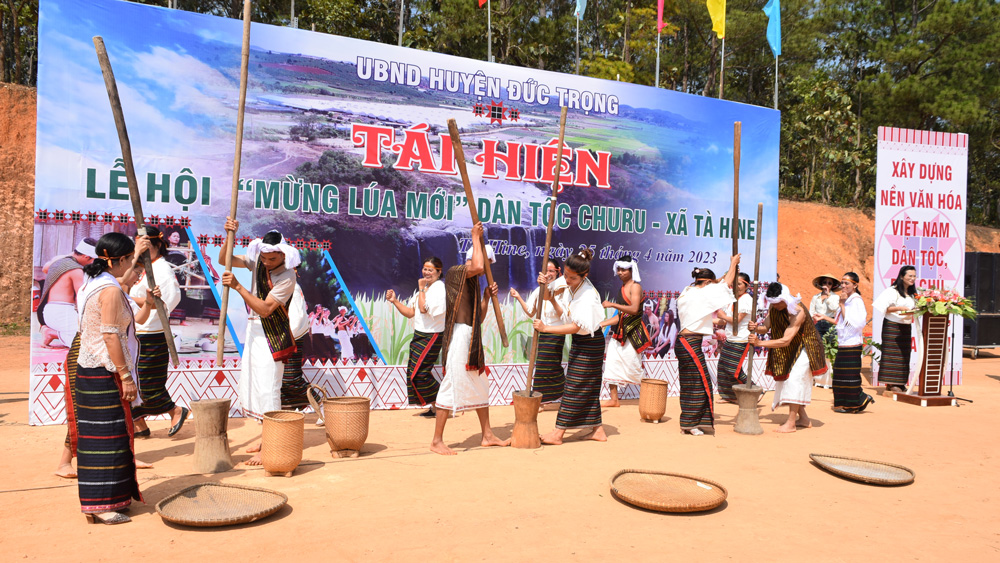 UBND HUYỆN ĐỨC TRỌNG
TÁI HIỆN
LỄ HỘI "MỪNG LÚA MỚI" DÂN TỘC CHURU - XÃ TÀ HINE
Hine, ngày 25 tháng 4 năm 2023
XÂY DỰNG
NỀN VĂN HÓA
VIỆT NAM
DÂN TỘC,